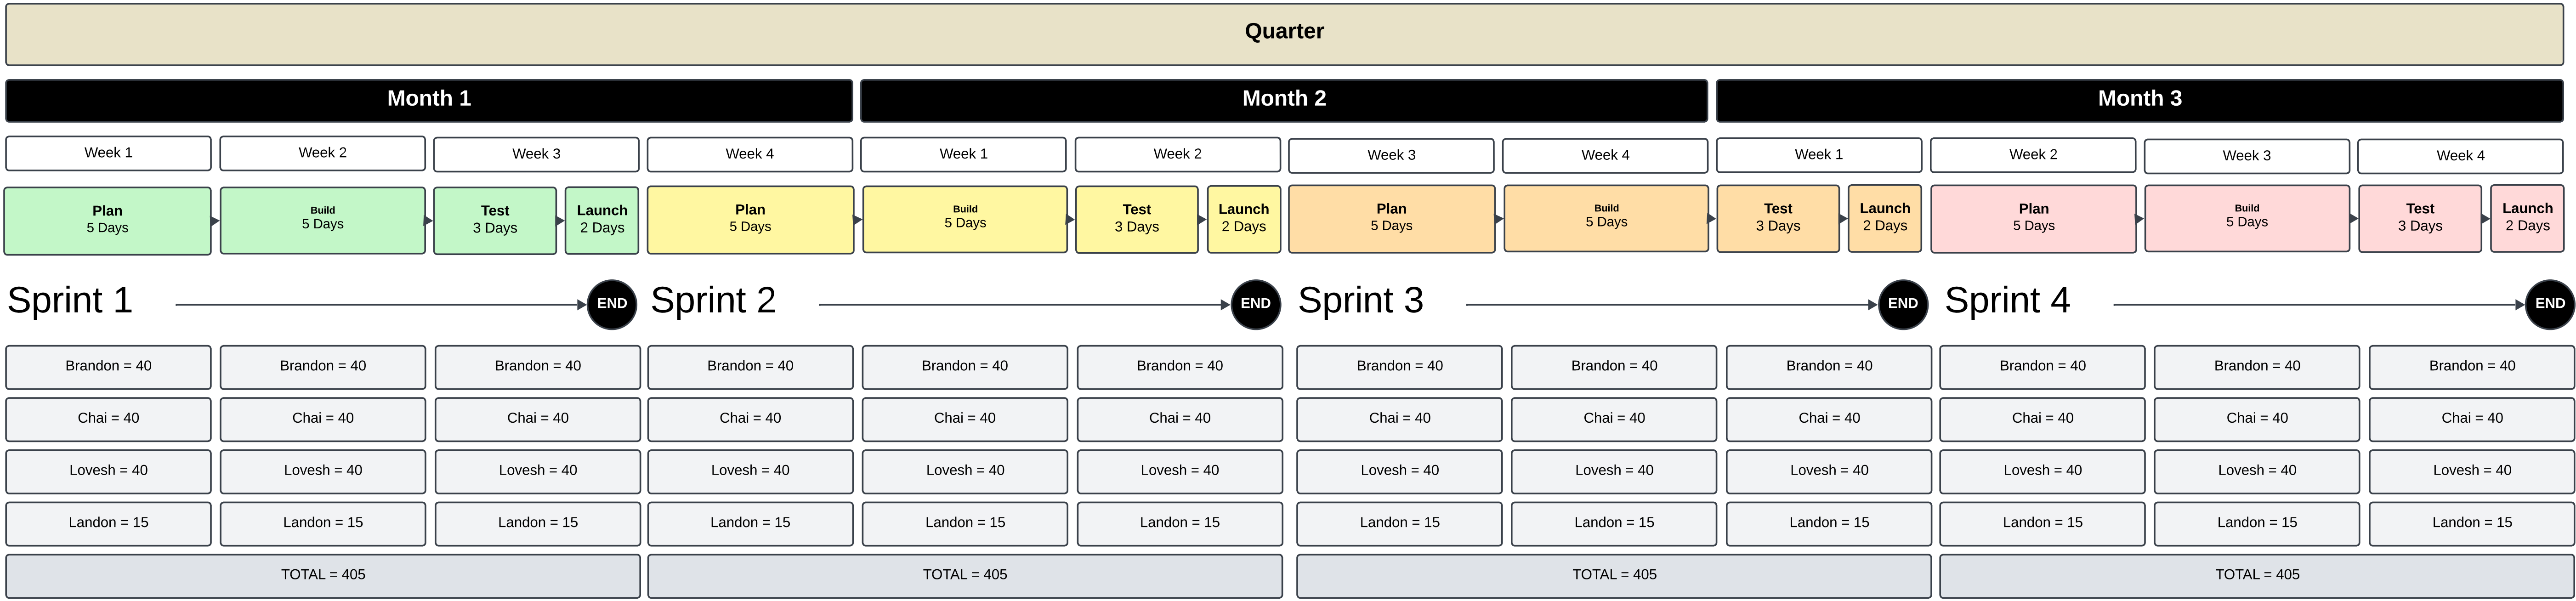 Quarter
Month 1
Month 2
Month 3
Week 1
Week 2
Week 3
Week 4
Week 1
Week 2
Week 3
Week 4
Week 1
Week 2
Week 3
Week 4
Plan
5 Days
Build
5 Days
Test
3 Days
Launch
2 Days
Plan
5 Days
Build
5 Days
Test
3 Days
Launch
2 Days
Plan
5 Days
Build
5 Days
Test
3 Days
Launch
2 Days
Plan
5 Days
Build
5 Days
Test
3 Days
Launch
2 Days
Sprint 1
END
Sprint 2
END
Sprint 3
END
Sprint 4
END
Brandon = 40
Brandon = 40
Brandon = 40
Brandon = 40
Brandon = 40
Brandon = 40
Brandon = 40
Brandon = 40
Brandon = 40
Brandon = 40
Brandon = 40
Brandon = 40
Chai = 40
Chai = 40
Chai = 40
Chai = 40
Chai = 40
Chai = 40
Chai = 40
Chai = 40
Chai = 40
Chai = 40
Chai = 40
Chai = 40
Lovesh = 40
Lovesh = 40
Lovesh = 40
Lovesh = 40
Lovesh = 40
Lovesh = 40
Lovesh = 40
Lovesh = 40
Lovesh = 40
Lovesh = 40
Lovesh = 40
Lovesh = 40
Landon = 15
Landon = 15
Landon = 15
Landon = 15
Landon = 15
Landon = 15
Landon = 15
Landon = 15
Landon = 15
Landon = 15
Landon = 15
Landon = 15
TOTAL = 405
TOTAL = 405
TOTAL = 405
TOTAL = 405